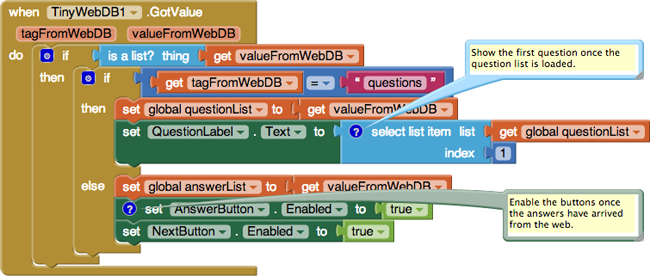 when TinyWebDB1 .GotValue
tagFromWebDB valueFromWebDB
do if is a list? thing get valueFromWebDB
Show the first question once the
question list is loaded.
then if get tagFromWebDB = “ questions ”
then set global questionList to get valueFromWebDB
set QuestionLabel . Text to ? select list item list get global questionList
index 1
else set global answerList to get valueFromWebDB
? set AnswerButton . Enabled to true
Enable the buttons once
the answers have arrived
from the web.
set NextButton . Enabled to true